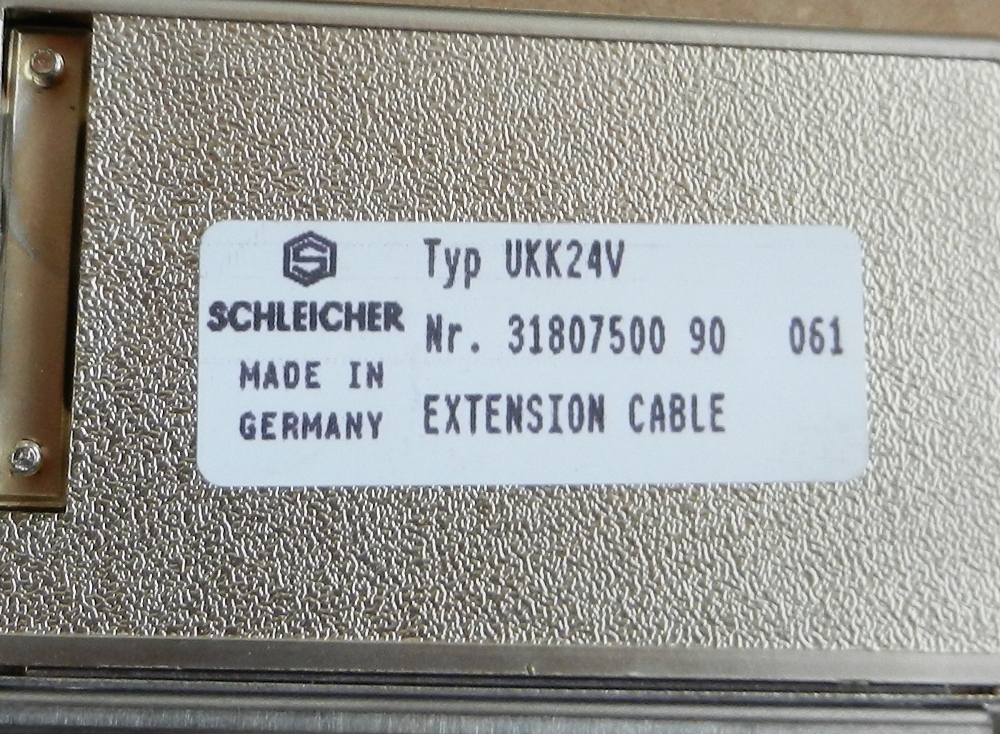 SCHLEICHER
MADE IN
GERMANY
Typ UKK24V
Nr. 31807500 90 061
EXTENSION CABLE